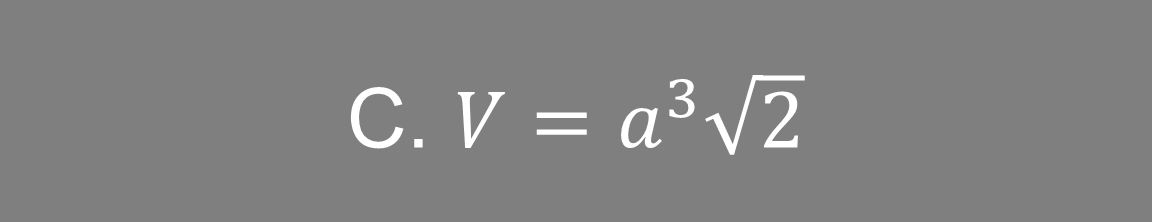 C. V = a³√2